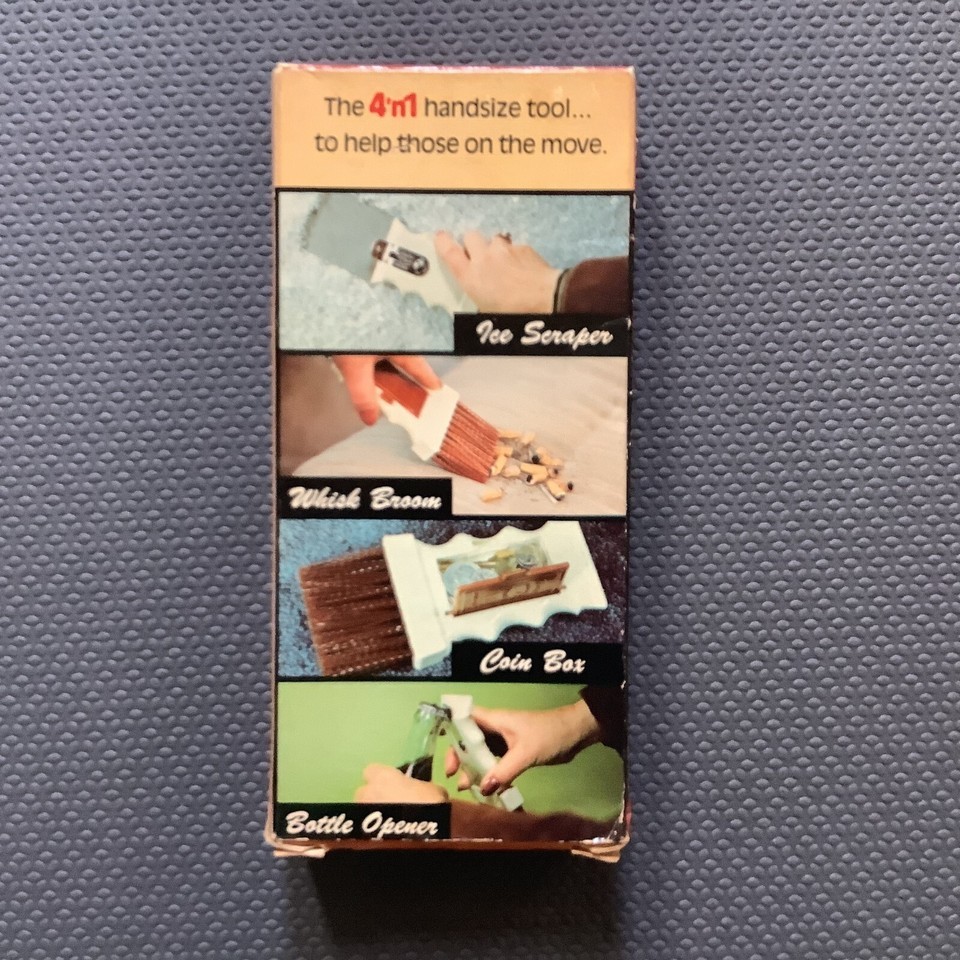 The 4'n1 handsize tool...
to help those on the move.
Ice Scraper
Whisk Broom
Coin Box
Bottle Opener